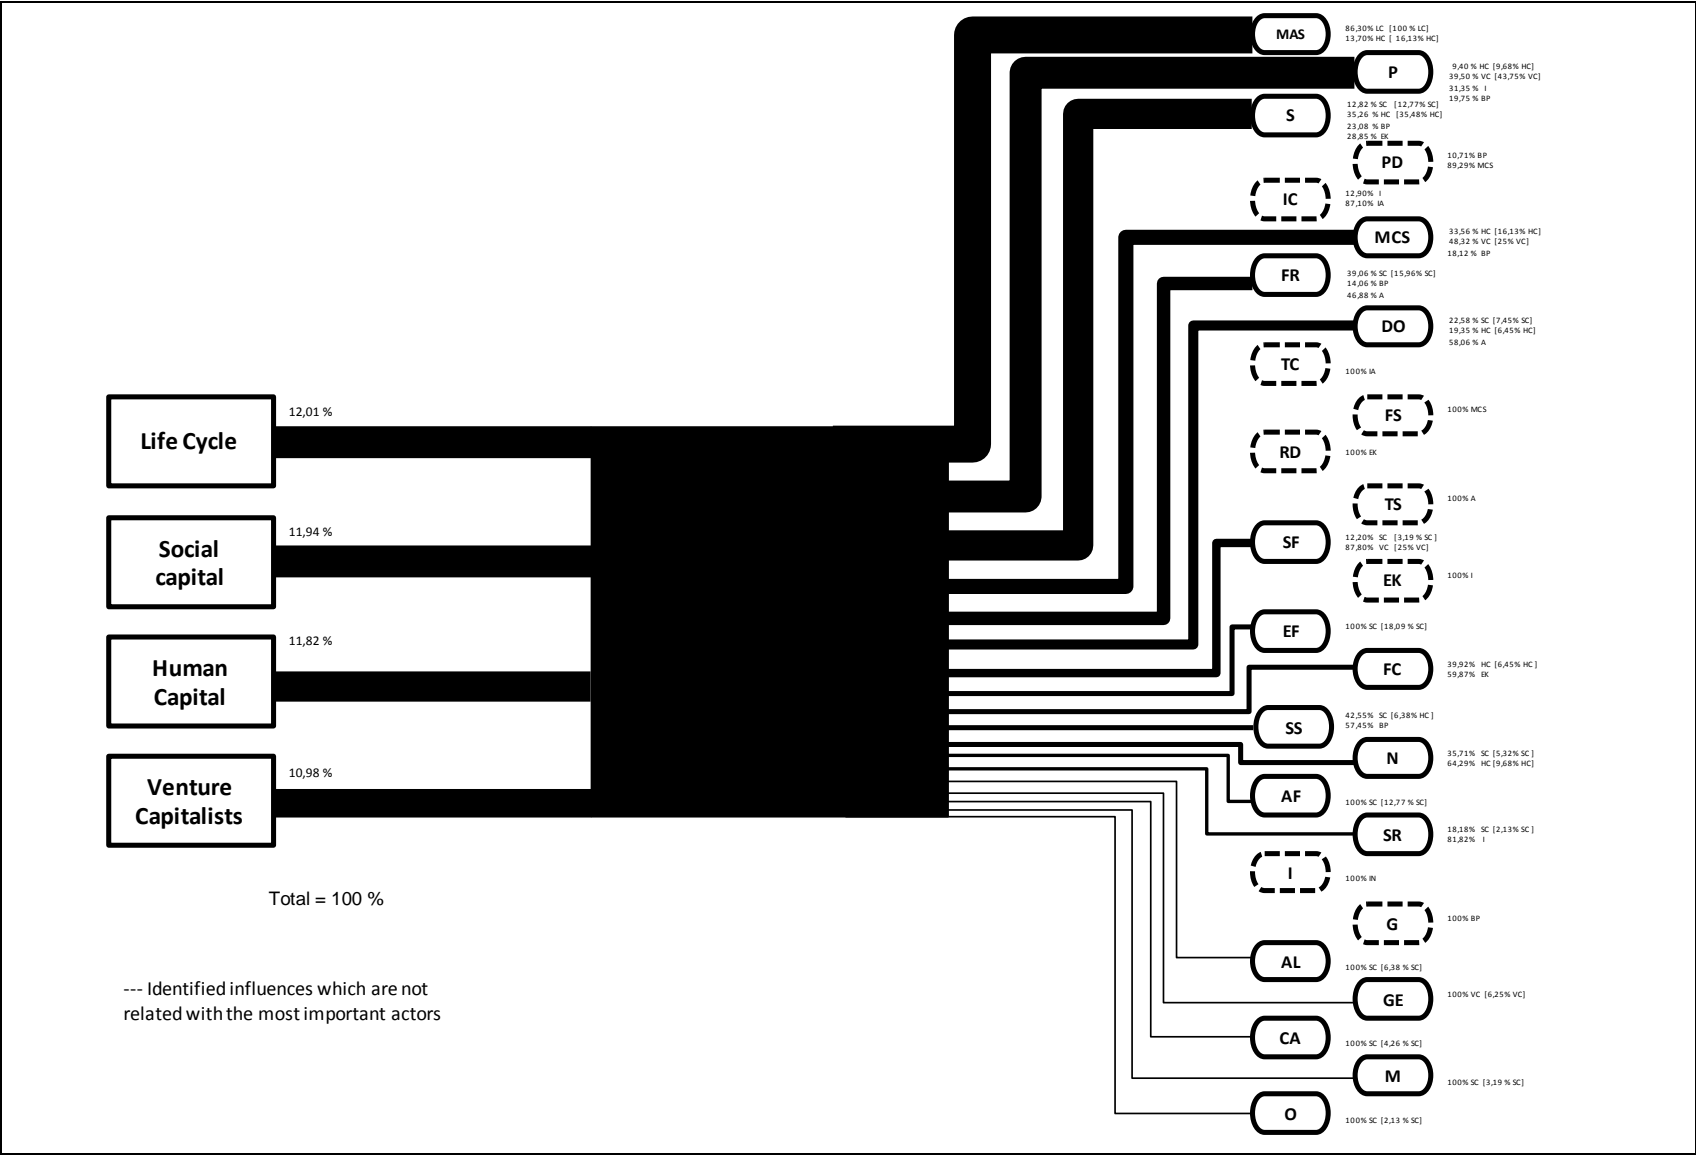 MAS
86,30% LC [100 % LC]
13,70% HC [ 16,13% HC]
P
9,40 % HC [9,68% HC]
39,50 % VC [43,75% VC]
31,35 % I
19,75 % BP
S
12,82 % SC [12,77% SC]
35,26 % HC [35,48% HC]
23,08 % BP
28,85 % EK
PD
10,71% BP
89,29% MCS
IC
12,90% I
87,10% IA
MCS
33,56 % HC [16,13% HC]
48,32 % VC [25% VC]
18,12 % BP
FR
39,06 % SC [15,96% SC]
14,06 % BP
46,88 % A
DO
22,58 % SC [7,45% SC]
19,35 % HC [6,45% HC]
58,06 % A
TC
100% IA
FS
100% MCS
RD
100% EK
TS
100% A
SF
12,20% SC [3,19 % SC ]
87,80% VC [25% VC]
EK
100% I
EF
100% SC [18,09 % SC]
FC
39,92% HC [6,45% HC ]
59,87% EK
SS
42,55% SC [6,38% HC ]
57,45% BP
N
35,71% SC [5,32% SC ]
64,29% HC [9,68% HC]
AF
100% SC [12,77 % SC]
SR
18,18% SC [2,13% SC ]
81,82% I
I
100% IN
G
100% BP
AL
100% SC [6,38 % SC]
GE
100% VC [6,25% VC]
CA
100% SC [4,26 % SC]
M
100% SC [3,19 % SC]
O
100% SC [2,13 % SC]
Life Cycle
12,01 %
Social
capital
11,94 %
Human
Capital
11,82 %
Venture
Capitalists
10,98 %
Total = 100 %
--- Identified influences which are not
related with the most important actors